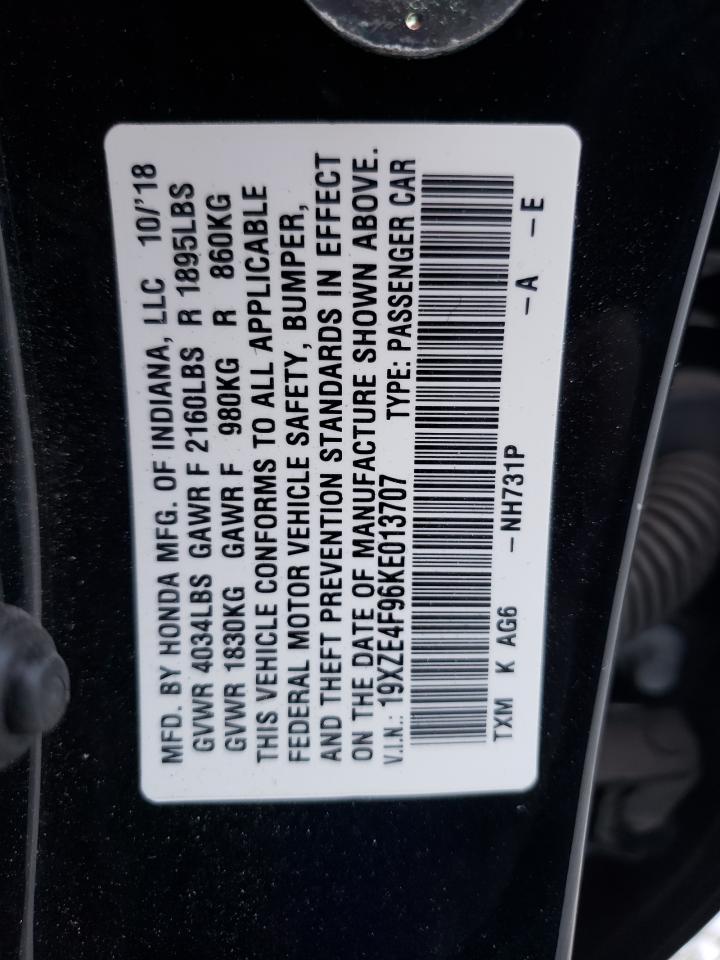 MFD. BY HONDA MFG. OF INDIANA, LLC 10/'18
GVWR 4034LBS GAWR F 2160LBS R 1895LBS
GVWR 1830KG GAWR F 980KG R 860KG
THIS VEHICLE CONFORMS TO ALL APPLICABLE
FEDERAL MOTOR VEHICLE SAFETY, BUMPER,
AND THEFT PREVENTION STANDARDS IN EFFECT
ON THE DATE OF MANUFACTURE SHOWN ABOVE.
V.I.N.: 19XZE4F96KE013707 TYPE: PASSENGER CAR
TXM K AG6 -NH731P -A -E